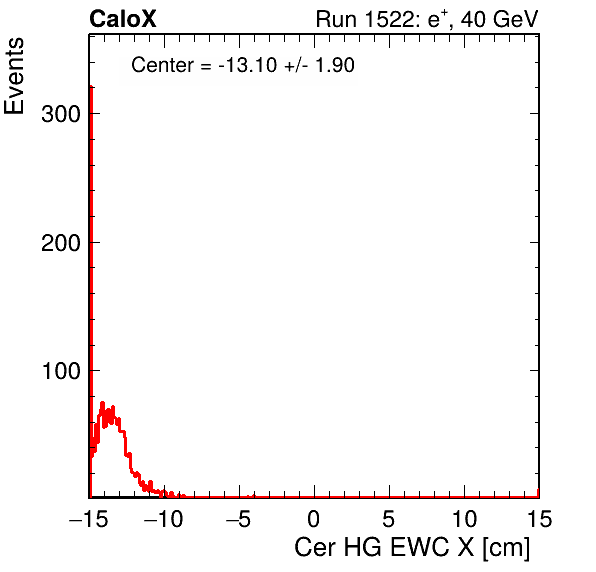 CaloX
Run 1522: e⁺, 40 GeV
Center = -13.10 +/- 1.90
Events
300
200
100
−15 −10 −5 0 5 10 15
Cer HG EWC X [cm]